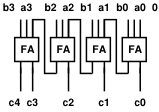 b3 a3 b2 a2 b1 a1 b0 a0 0
FA FA FA FA
c4 c3 c2 c1 c0